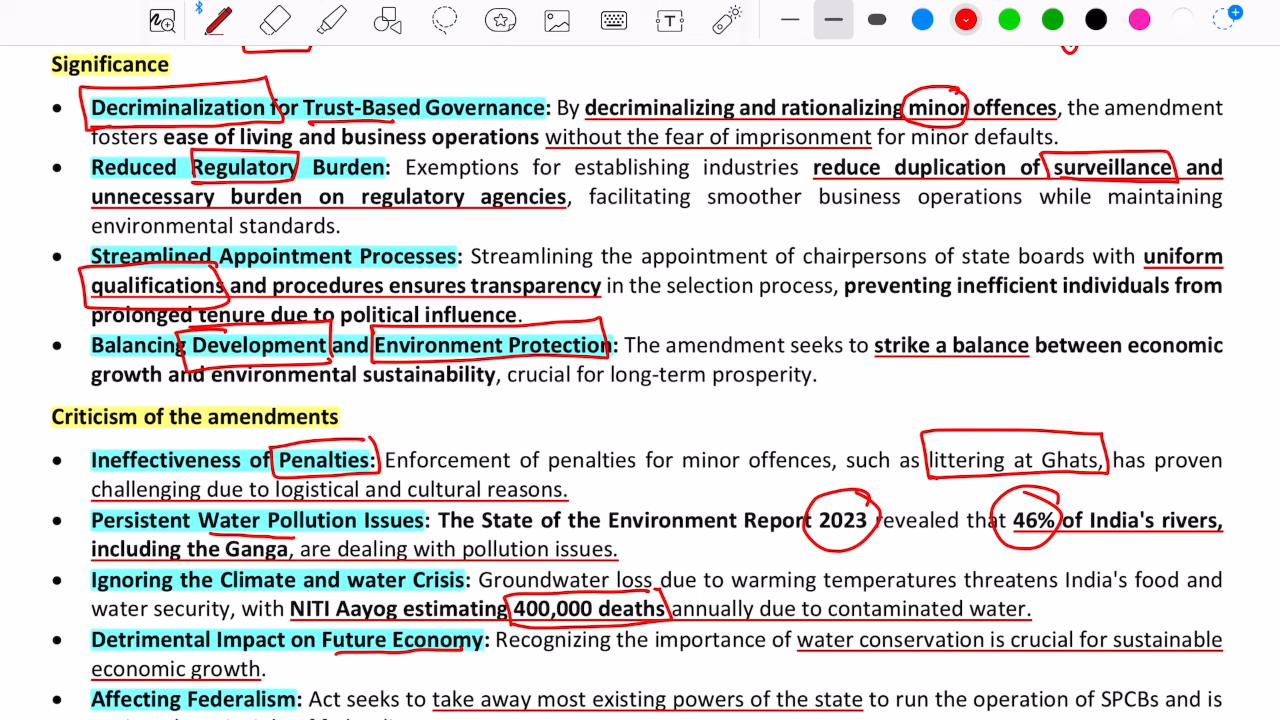 T
Significance
• Decriminalization for Trust-Based Governance: By decriminalizing and rationalizing minor offences, the amendment
fosters ease of living and business operations without the fear of imprisonment for minor defaults.
• Reduced Regulatory Burden: Exemptions for establishing industries reduce duplication of surveillance and
unnecessary burden on regulatory agencies, facilitating smoother business operations while maintaining
environmental standards.
• Streamlined Appointment Processes: Streamlining the appointment of chairpersons of state boards with uniform
qualifications and procedures ensures transparency in the selection process, preventing inefficient individuals from
prolonged tenure due to political influence.
• Balancing Development and Environment Protection: The amendment seeks to strike a balance between economic
growth and environmental sustainability, crucial for long-term prosperity.
Criticism of the amendments
• Ineffectiveness of Penalties: Enforcement of penalties for minor offences, such as littering at Ghats, has proven
challenging due to logistical and cultural reasons.
• Persistent Water Pollution Issues: The State of the Environment Report 2023 revealed that 46% of India's rivers,
including the Ganga, are dealing with pollution issues.
• Ignoring the Climate and water Crisis: Groundwater loss due to warming temperatures threatens India's food and
water security, with NITI Aayog estimating 400,000 deaths annually due to contaminated water.
• Detrimental Impact on Future Economy: Recognizing the importance of water conservation is crucial for sustainable
economic growth.
• Affecting Federalism: Act seeks to take away most existing powers of the state to run the operation of SPCBs and is